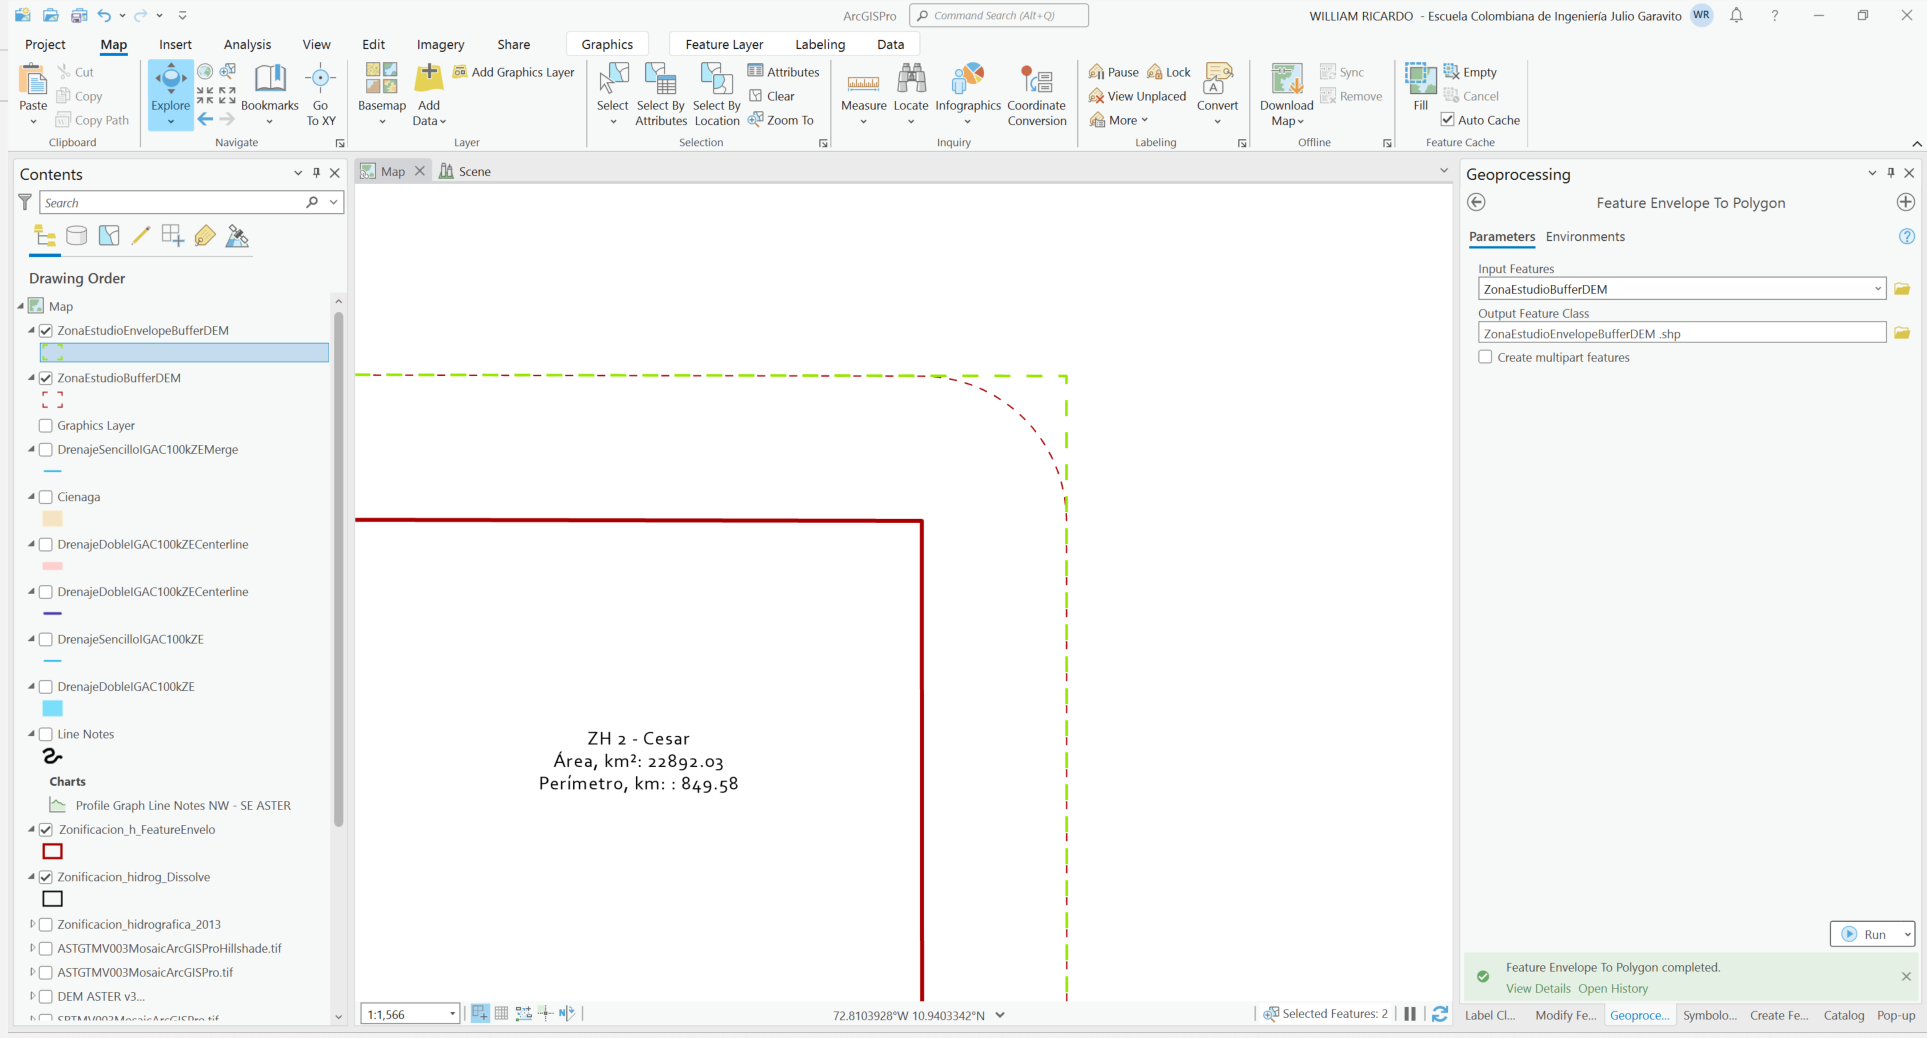 ArcGISPro
Command Search (Alt+Q)
WILLIAM RICARDO - Escuela Colombiana de Ingeniería Julio Garavito
WR
?
Project
Map
Insert
Analysis
View
Edit
Imagery
Share
Graphics
Feature Layer
Labeling
Data
Paste
Cut
Copy
Copy Path
Clipboard
Explore
Bookmarks
Go
To XY
Navigate
Basemap
Add
Data
Add Graphics Layer
Layer
Select
Select By
Attributes
Select By
Location
Attributes
Clear
Zoom To
Selection
Measure
Locate
Infographics
Coordinate
Conversion
Inquiry
Pause
Lock
View Unplaced
More
Convert
Labeling
Download
Map
Sync
Remove
Offline
Fill
Empty
Cancel
Auto Cache
Feature Cache
Contents
Search
Drawing Order
Map
ZonaEstudioEnvelopeBufferDEM
ZonaEstudioBufferDEM
Graphics Layer
DrenajeSencilloIGAC100kZEMerge
Cienaga
DrenajeDobleIGAC100kZECenterline
DrenajeDobleIGAC100kZECenterline
DrenajeSencilloIGAC100kZE
DrenajeDobleIGAC100kZE
Line Notes
Charts
Profile Graph Line Notes NW - SE ASTER
Zonificacion_h_FeatureEnvelo
Zonificacion_hidrog_Dissolve
Zonificacion_hidrografica_2013
ASTGTMV003MosaicArcGISProHillshade.tif
ASTGTMV003MosaicArcGISPro.tif
DEM ASTER v3...
SRTMV003MosaicArcGISPro.tif
Map
Scene
ZH 2 - Cesar
Área, km²: 22892.03
Perímetro, km: : 849.58
1:1,566
72.8103928°W 10.9403342°N
Selected Features: 2
Geoprocessing
Feature Envelope To Polygon
Parameters
Environments
?
Input Features
ZonaEstudioBufferDEM
Output Feature Class
ZonaEstudioEnvelopeBufferDEM .shp
Create multipart features
Run
Feature Envelope To Polygon completed.
View Details Open History
Label Cl...
Modify Fe...
Geoproce...
Symbolo...
Create Fe...
Catalog
Pop-up